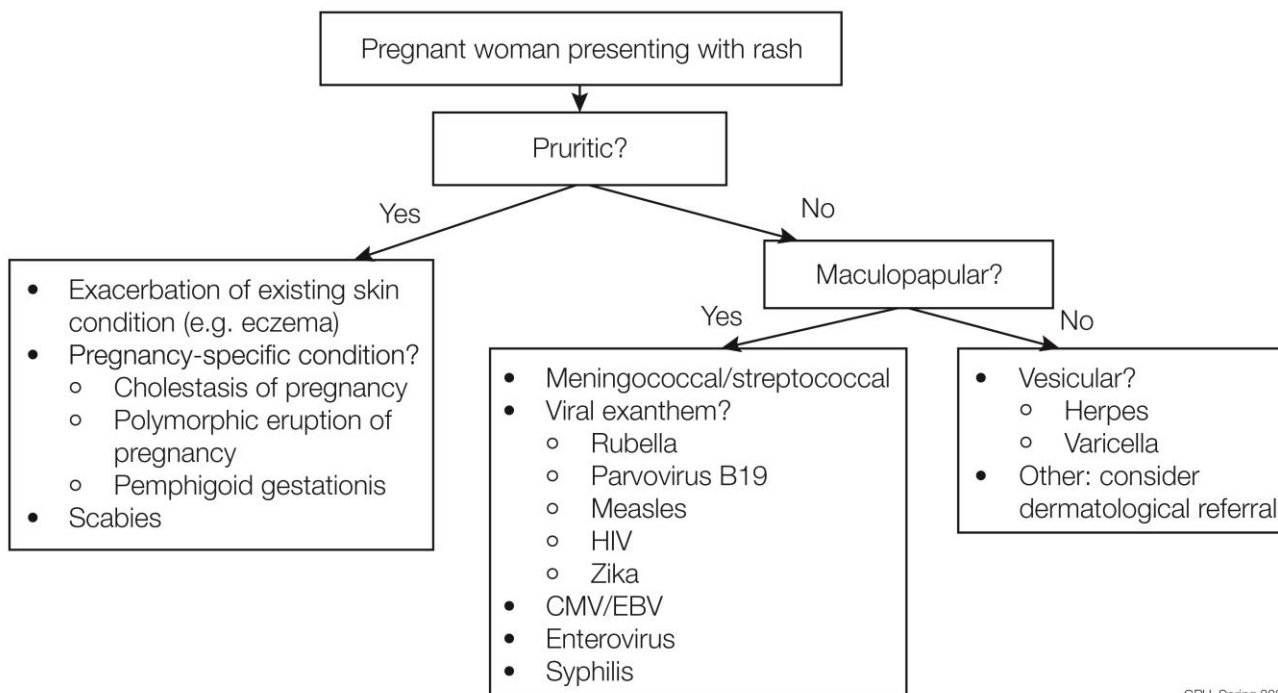 Pregnant woman presenting with rash
Pruritic?
Yes
No
• Exacerbation of existing skin
condition (e.g. eczema)
• Pregnancy-specific condition?
○ Cholestasis of pregnancy
○ Polymorphic eruption of
pregnancy
○ Pemphigoid gestationis
• Scabies
Maculopapular?
Yes
No
• Meningococcal/streptococcal
• Viral exanthem?
○ Rubella
○ Parvovirus B19
○ Measles
○ HIV
○ Zika
• CMV/EBV
• Enterovirus
• Syphilis
• Vesicular?
○ Herpes
○ Varicella
• Other: consider
dermatological referral
Spring